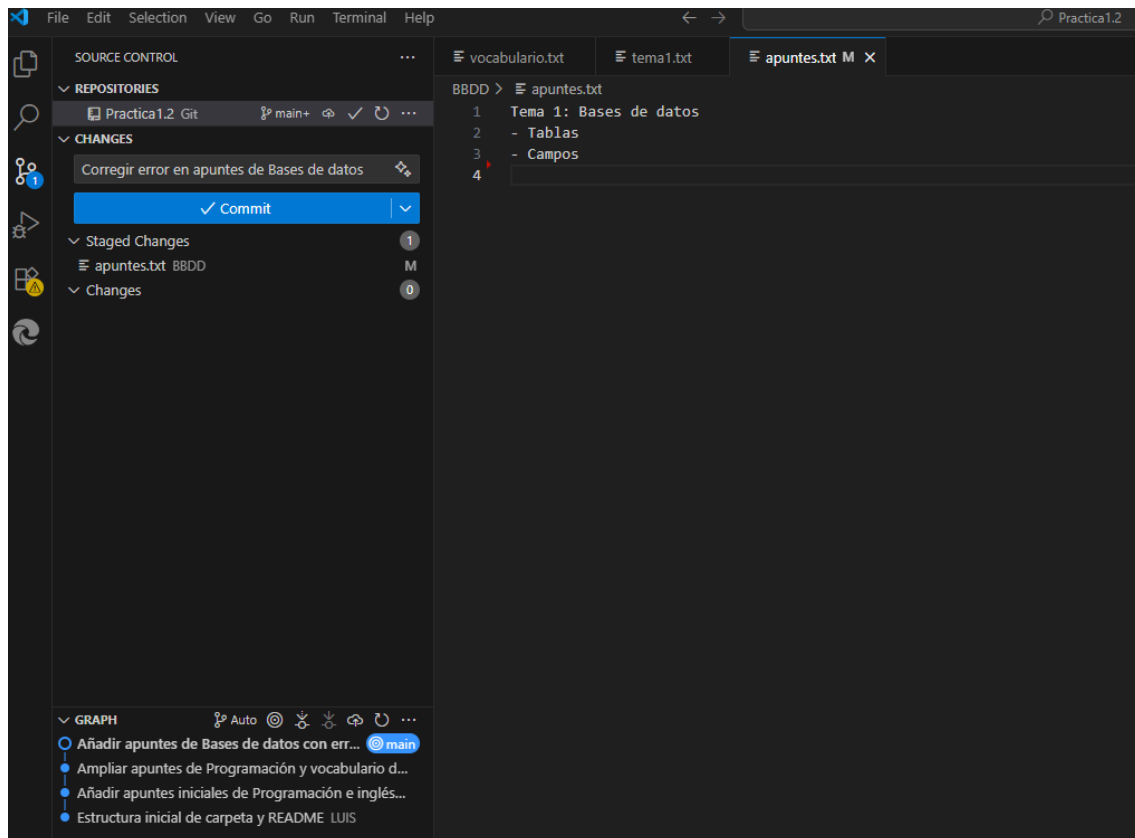 File Edit Selection View Go Run Terminal Help
Practica1.2
SOURCE CONTROL
REPOSITORIES
Practica1.2 Git main+
CHANGES
Corregir error en apuntes de Bases de datos
Commit
Staged Changes 1
apuntes.txt BBDD M
Changes 0
1
vocabulario.txt tema1.txt apuntes.txt M
BBDD > apuntes.txt
1 Tema 1: Bases de datos
2 - Tablas
3 - Campos
4
GRAPH Auto
Añadir apuntes de Bases de datos con err... main
Ampliar apuntes de Programación y vocabulario d...
Añadir apuntes iniciales de Programación e inglés...
Estructura inicial de carpeta y README LUIS